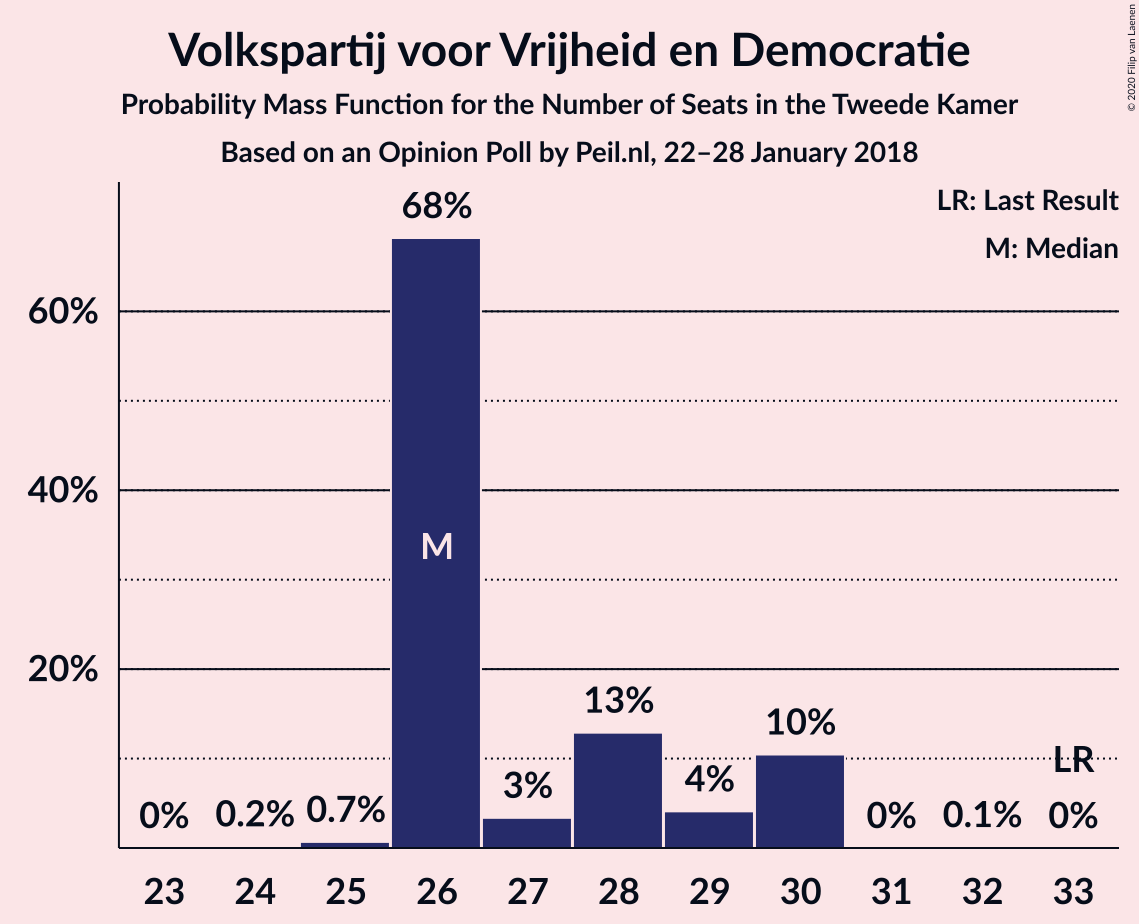 Volkspartij voor Vrijheid en Democratie
Probability Mass Function for the Number of Seats in the Tweede Kamer
Based on an Opinion Poll by Peil.nl, 22–28 January 2018
© 2020 Filip van Laenen
LR: Last Result
M: Median
68%
60%
40%
M
20%
13%
10%
LR
3%
4%
0%
0.2%
0.7%
0%
0.1%
0%
23 24 25 26 27 28 29 30 31 32 33